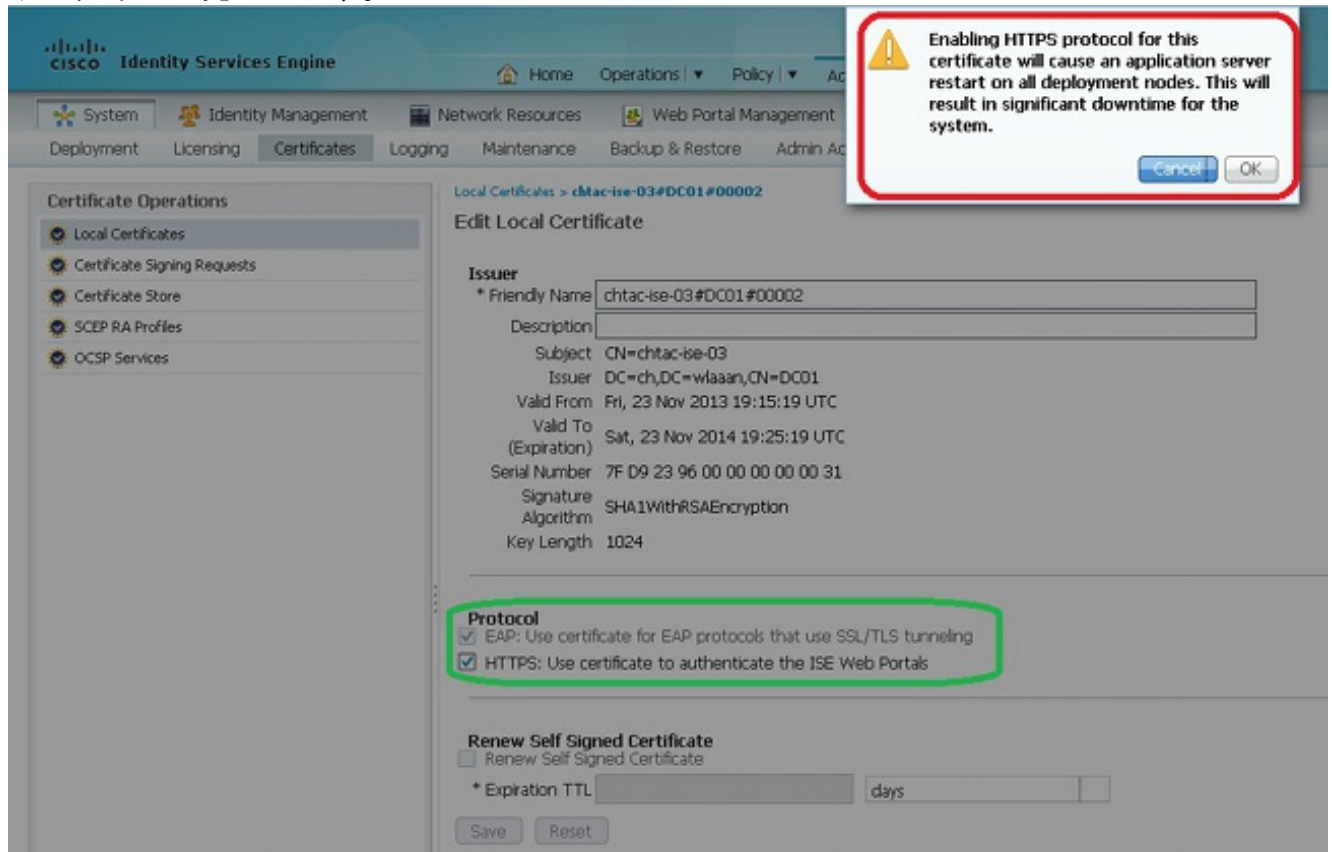 Enabling HTTPS protocol for this
certificate will cause an application server
restart on all deployment nodes. This will
result in significant downtime for the
system.
Cancel OK
cisco Identity Services Engine
Home Operations Policy
System Identity Management Network Resources Web Portal Management
Deployment Licensing Certificates Logging Maintenance Backup & Restore Admin
Certificate Operations
Local Certificates
Certificate Signing Requests
Certificate Store
SCEP RA Profiles
OCSP Services
Local Certificates > chtac-ise-03#DC01#00002
Edit Local Certificate
Issuer
* Friendly Name chtac-ise-03#DC01#00002
Description
Subject CN=chtac-ise-03
Issuer DC=ch,DC=wlaaan,CN=DC01
Valid From Fri, 23 Nov 2013 19:15:19 UTC
Valid To
(Expiration) Sat, 23 Nov 2014 19:25:19 UTC
Serial Number 7F D9 23 96 00 00 00 00 00 31
Signature
Algorithm SHA1WithRSAEncryption
Key Length 1024
Protocol
EAP: Use certificate for EAP protocols that use SSL/TLS tunneling
HTTPS: Use certificate to authenticate the ISE Web Portals
Renew Self Signed Certificate
Renew Self Signed Certificate
* Expiration TTL days
Save Reset